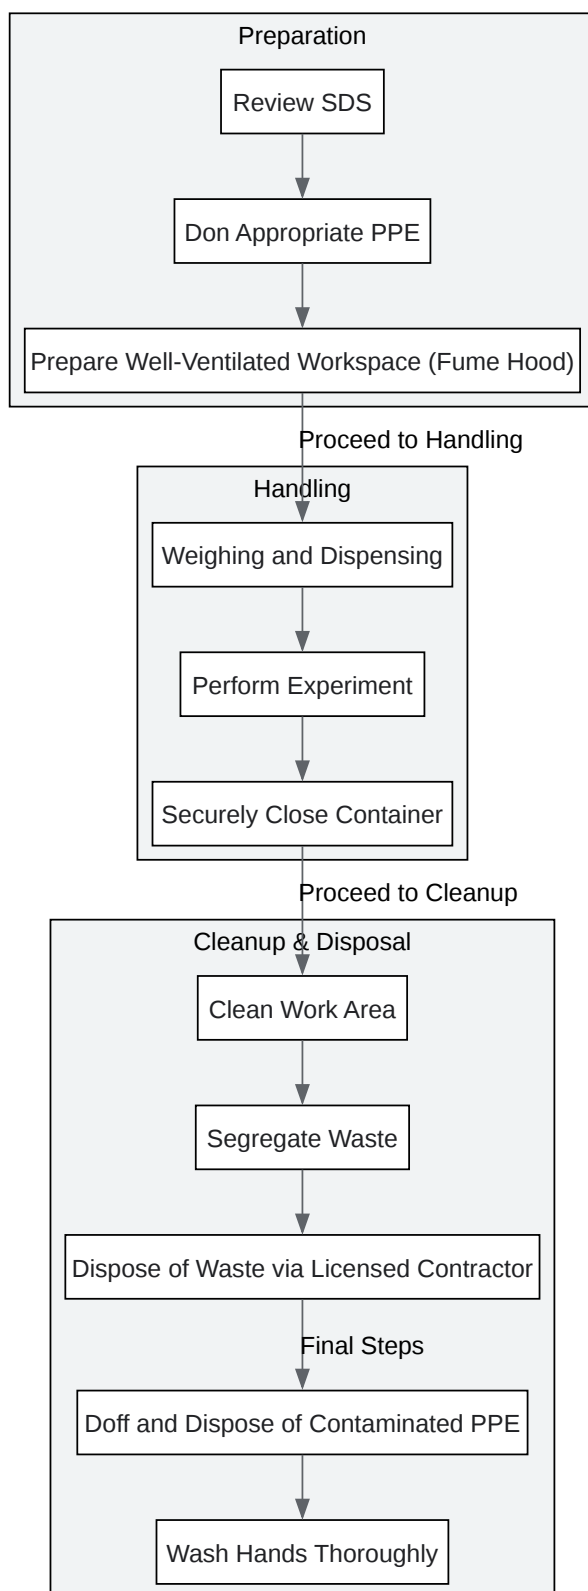 Preparation
Review SDS
Don Appropriate PPE
Prepare Well-Ventilated Workspace (Fume Hood)
Proceed to Handling
Handling
Weighing and Dispensing
Perform Experiment
Securely Close Container
Proceed to Cleanup
Cleanup & Disposal
Clean Work Area
Segregate Waste
Dispose of Waste via Licensed Contractor
Final Steps
Doff and Dispose of Contaminated PPE
Wash Hands Thoroughly